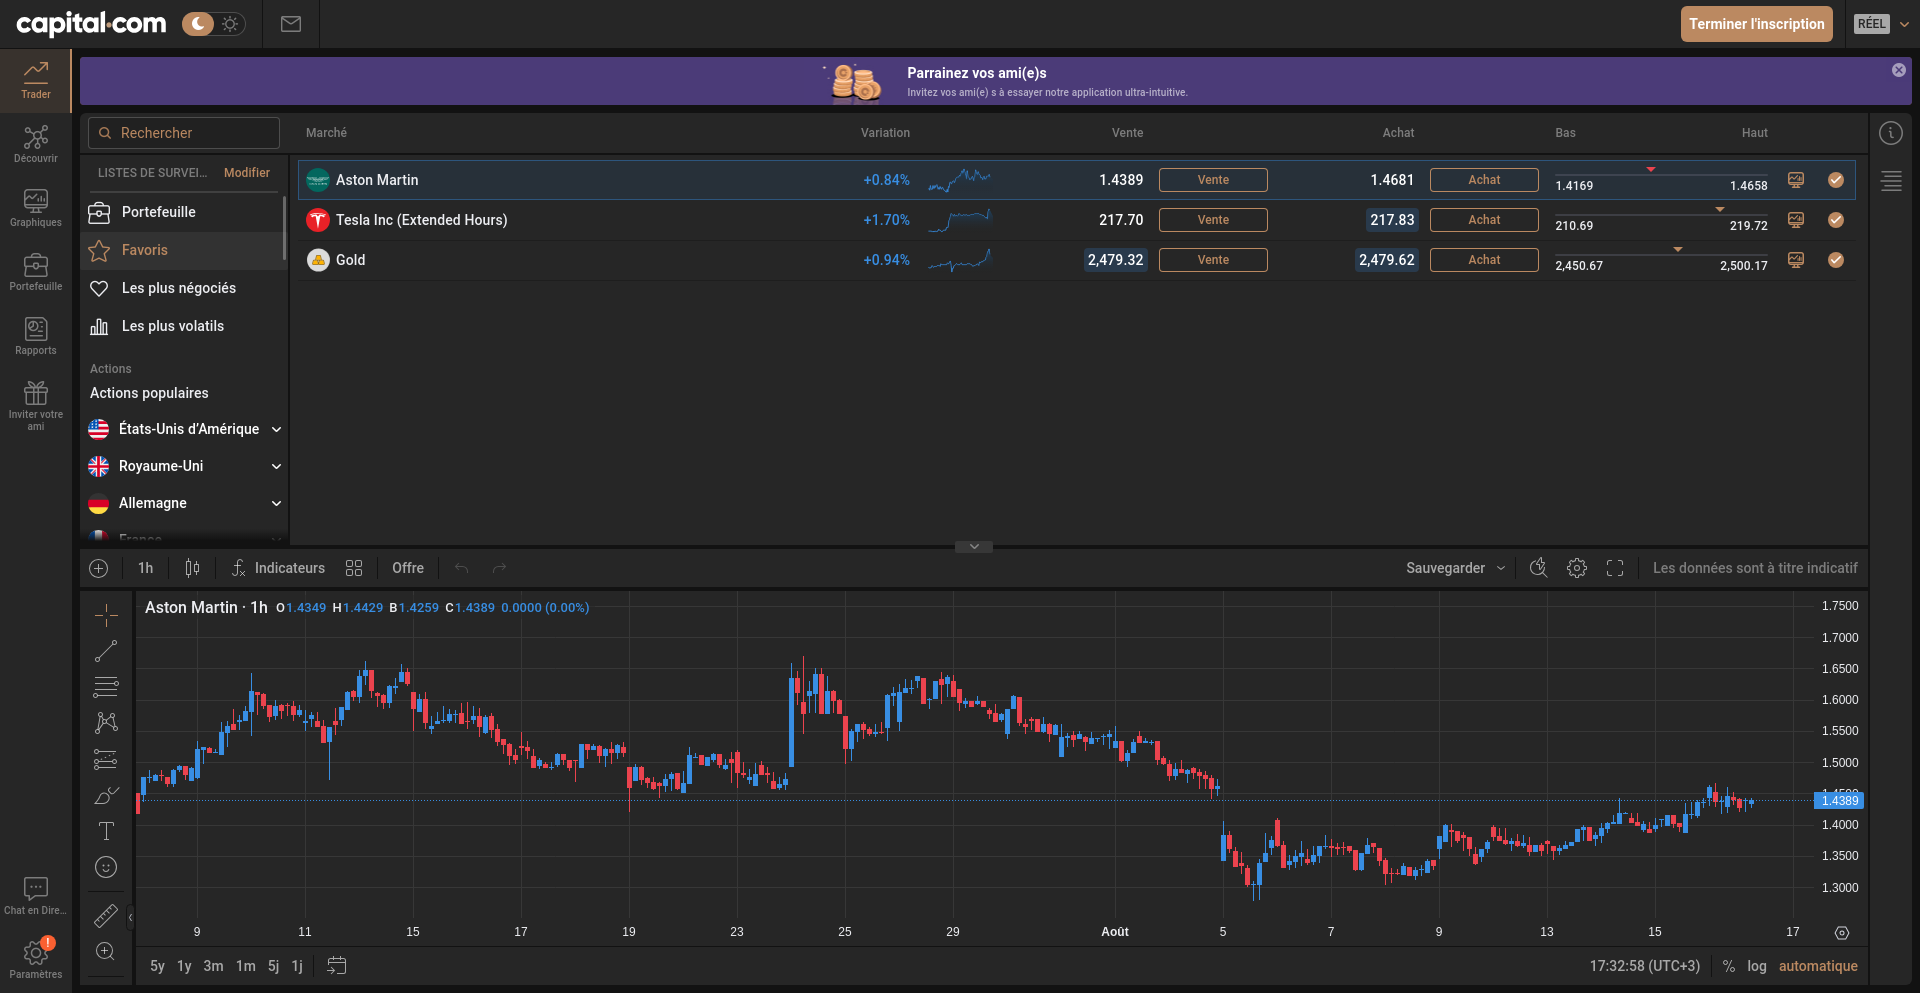 capital.com
Terminer l'inscription
RÉEL
Trader
Découvrir
Graphiques
Portefeuille
Rapports
Inviter votre
ami
Chat en Dire...
!
Paramètres
Parrainez vos ami(e)s
Invitez vos ami(e) s à essayer notre application ultra-intuitive.
Rechercher
LISTES DE SURVEI... Modifier
Portefeuille
Favoris
Les plus négociés
Les plus volatils
Actions
Actions populaires
États-Unis d'Amérique
Royaume-Uni
Allemagne
France
Marché Variation Vente Achat Bas Haut
Aston Martin +0.84% 1.4389 Vente 1.4681 Achat 1.4169 1.4658
Tesla Inc (Extended Hours) +1.70% 217.70 Vente 217.83 Achat 210.69 219.72
Gold +0.94% 2,479.32 Vente 2,479.62 Achat 2,450.67 2,500.17
1h Indicateurs Offre Sauvegarder Les données sont à titre indicatif
Aston Martin · 1h O1.4349 H1.4429 B1.4259 C1.4389 0.0000 (0.00%)
1.7500
1.7000
1.6500
1.6000
1.5500
1.5000
1.4389
1.4000
1.3500
1.3000
9 11 13 15 17 19 23 25 29 Août 5 7 9 13 15 17
5y 1y 3m 1m 5j 1j 17:32:58 (UTC+3) % log automatique